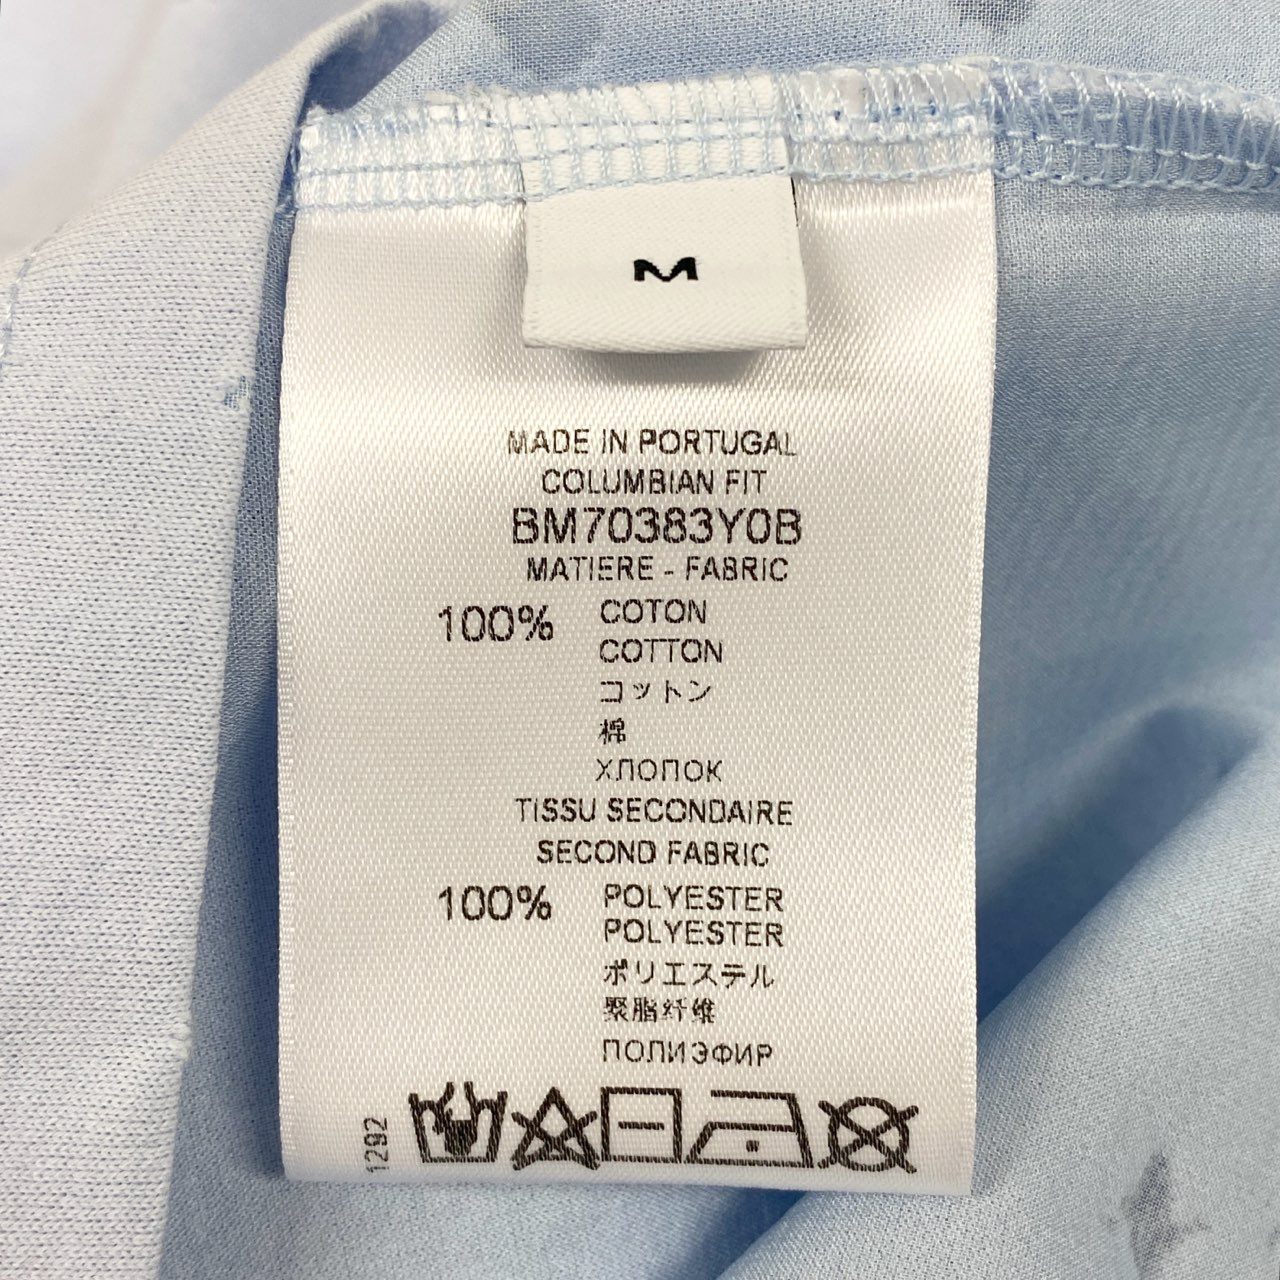 M
MADE IN PORTUGAL
COLUMBIAN FIT
BM70383Y0B
MATIERE - FABRIC
100% COTON
COTTON
コットン
棉
ХЛОПОК
TISSU SECONDAIRE
SECOND FABRIC
100% POLYESTER
POLYESTER
ポリエステル
聚脂纤维
ПОЛИЭФИР
1292